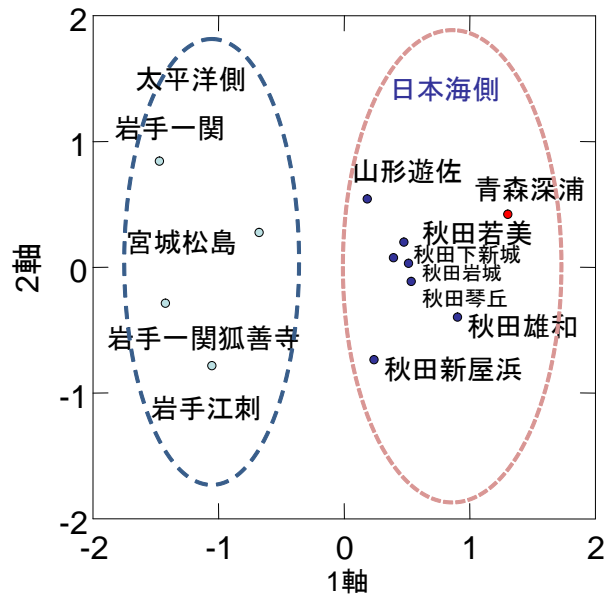 2
太平洋側
日本海側
岩手一関
1
山形遊佐
青森深浦
宮城松島
秋田若美
秋田下新城
2軸
0
秋田岩城
秋田琴丘
岩手一関狐善寺
秋田雄和
秋田新屋浜
岩手江刺
-1
-2
-2 -1 0 1 2
1軸